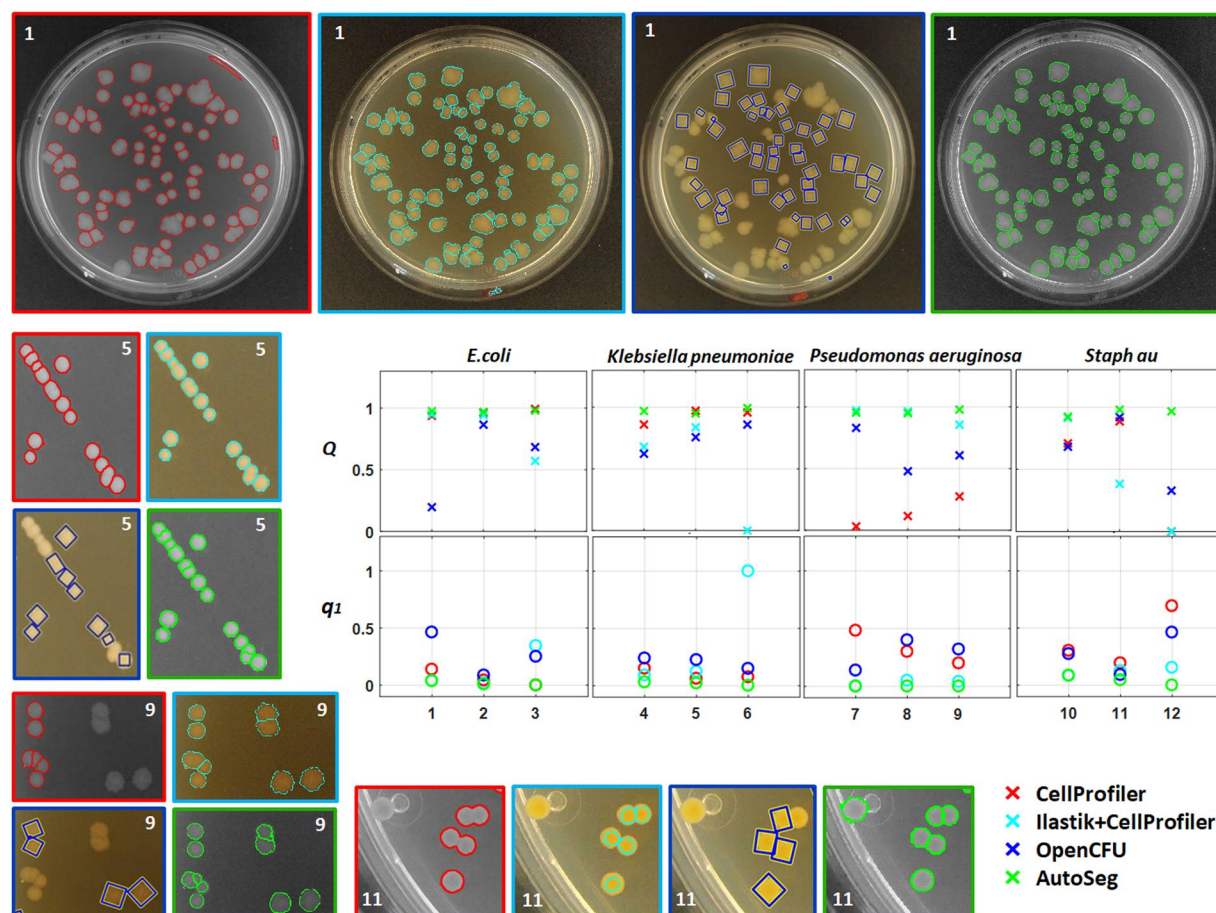 1 1 1 1
5 5
E.coli Klebsiella pneumoniae Pseudomonas aeruginosa Staph au
1
Q 0.5
0
5 5
1
q1 0.5
0
1 2 3 4 5 6 7 8 9 10 11 12
9 9
9 9
11 11 11 11
CellProfiler
Ilastik+CellProfiler
OpenCFU
AutoSeg